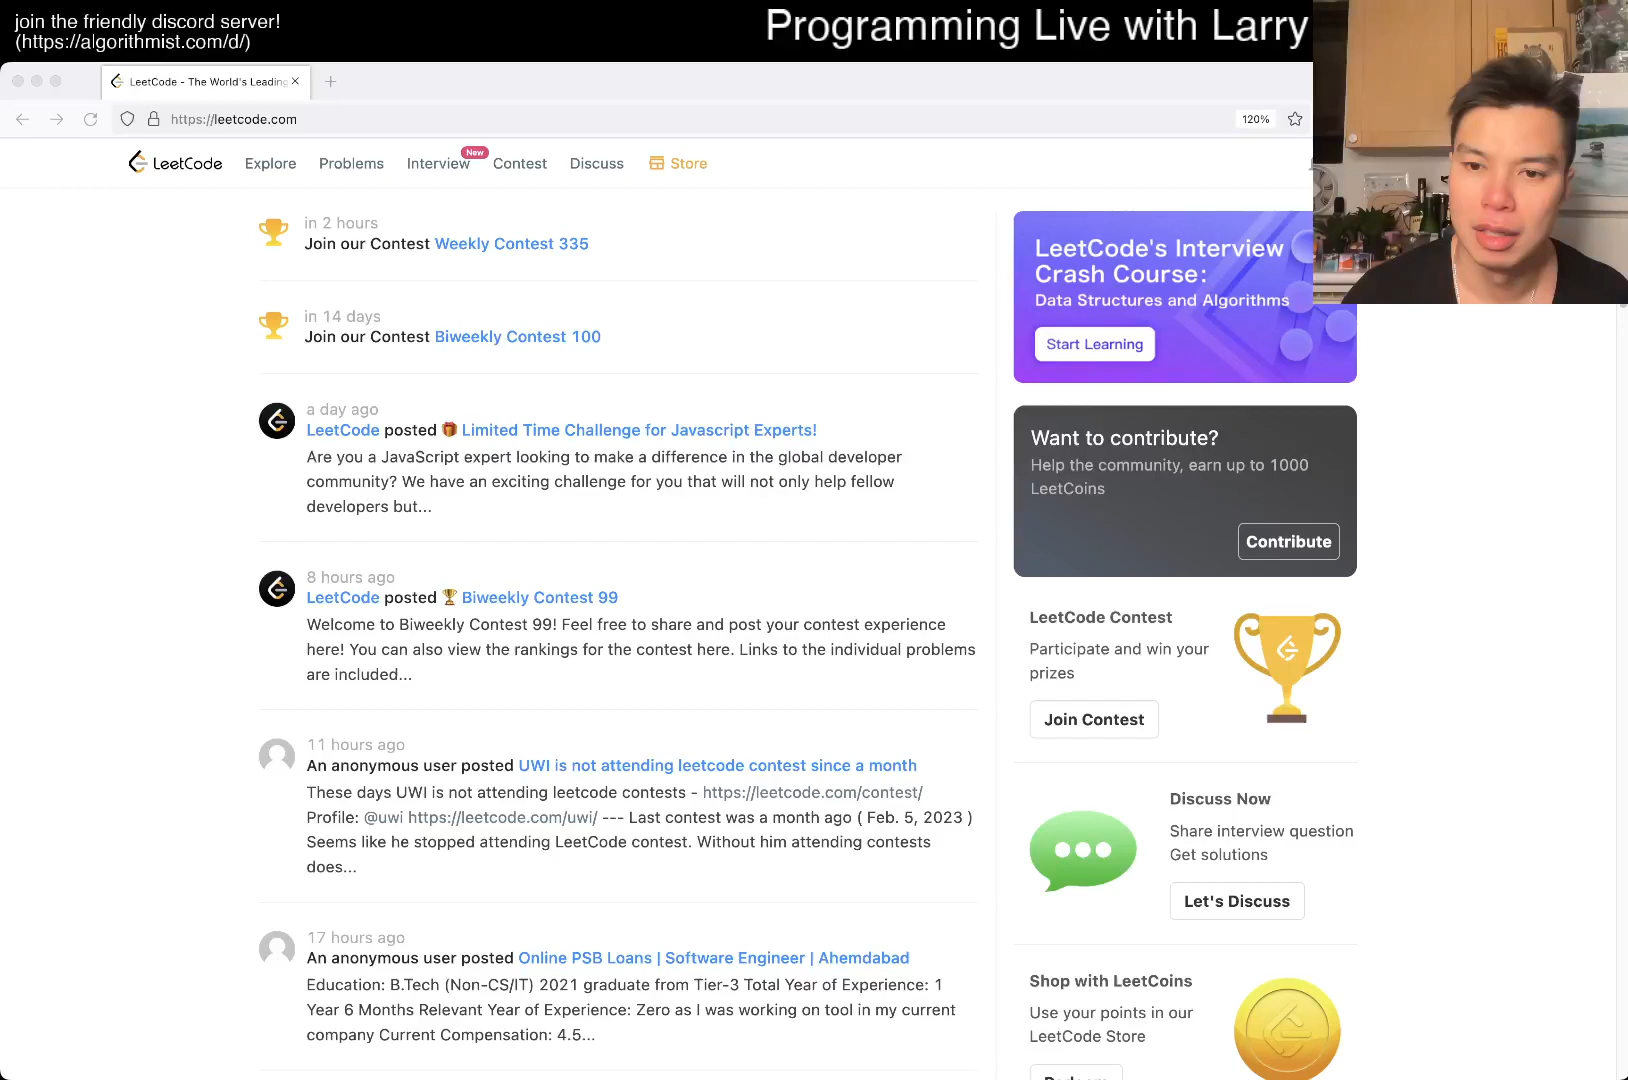 join the friendly discord server!
(https://algorithmist.com/d/)
Programming Live with Larry
LeetCode - The World's Leading
https://leetcode.com
120%
LeetCode
Explore
Problems
Interview
New
Contest
Discuss
Store
in 2 hours
Join our Contest Weekly Contest 335
in 14 days
Join our Contest Biweekly Contest 100
a day ago
LeetCode posted 🎁 Limited Time Challenge for Javascript Experts!
Are you a JavaScript expert looking to make a difference in the global developer
community? We have an exciting challenge for you that will not only help fellow
developers but...
8 hours ago
LeetCode posted 🏆 Biweekly Contest 99
Welcome to Biweekly Contest 99! Feel free to share and post your contest experience
here! You can also view the rankings for the contest here. Links to the individual problems
are included...
11 hours ago
An anonymous user posted UWI is not attending leetcode contest since a month
These days UWI is not attending leetcode contests - https://leetcode.com/contest/
Profile: @uwi https://leetcode.com/uwi/ --- Last contest was a month ago ( Feb. 5, 2023 )
Seems like he stopped attending LeetCode contest. Without him attending contests
does...
17 hours ago
An anonymous user posted Online PSB Loans | Software Engineer | Ahemdabad
Education: B.Tech (Non-CS/IT) 2021 graduate from Tier-3 Total Year of Experience: 1
Year 6 Months Relevant Year of Experience: Zero as I was working on tool in my current
company Current Compensation: 4.5...
LeetCode's Interview
Crash Course:
Data Structures and Algorithms
Start Learning
Want to contribute?
Help the community, earn up to 1000
LeetCoins
Contribute
LeetCode Contest
Participate and win your
prizes
Join Contest
Discuss Now
Share interview question
Get solutions
Let's Discuss
Shop with LeetCoins
Use your points in our
LeetCode Store